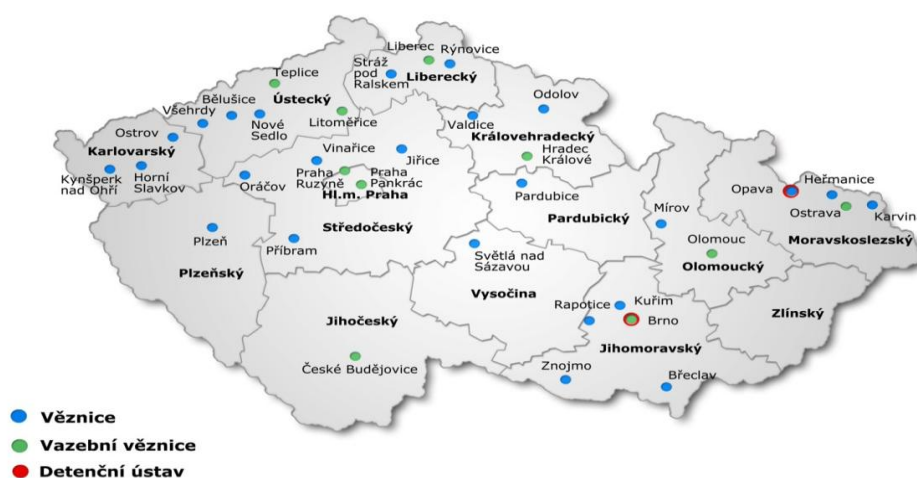 Liberec
Rýnovice
Stráž
pod
Ralskem
Liberecký
Teplice
Ústecký
Bělušice
Všehrdy
Nové
Sedlo
Litoměřice
Odolov
Valdice
Královehradecký
Hradec
Králové
Ostrov
Karlovarský
Kynšperk
nad Ohří
Horní
Slavkov
Vinařice
Jiřice
Oráčov
Praha
Ruzyně
Praha
Pankrác
Hl.m. Praha
Středočeský
Příbram
Plzeň
Plzeňský
Pardubice
Pardubický
Mírov
Opava
Heřmanice
Ostrava
Karvin
Moravskoslezský
Olomouc
Olomoucký
Světlá nad
Sázavou
Vysočina
Zlínský
Rapotice
Kuřim
Brno
Jihomoravský
Znojmo
Břeclav
Jihočeský
České Budějovice
Věznice
Vazební věznice
Detenční ústav